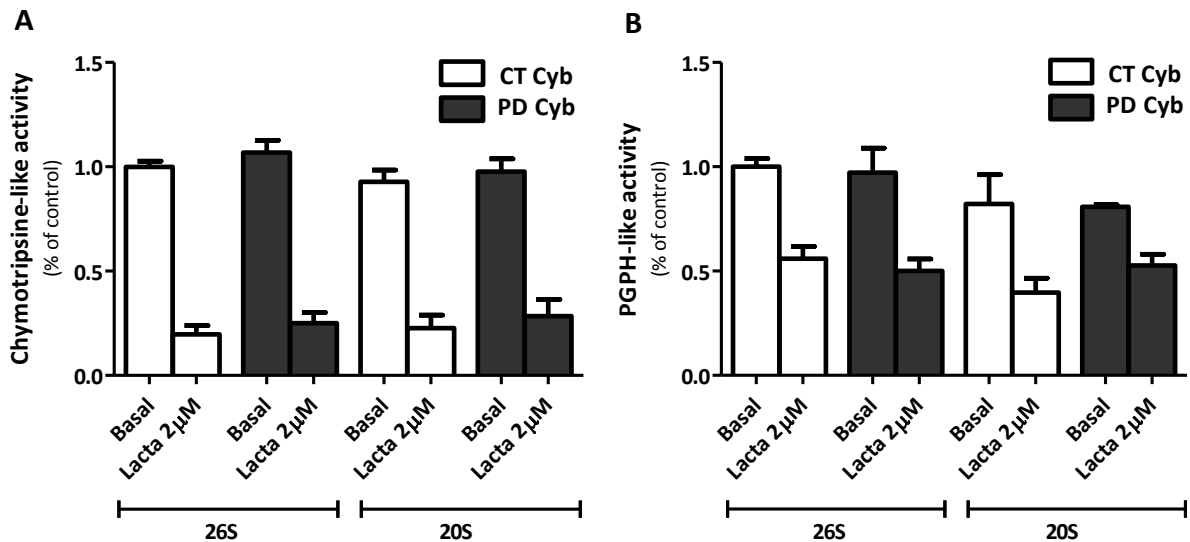 A
Chymotripsine-like activity
(% of control)
1.5
1.0
0.5
0.0
CT Cyb
PD Cyb
Basal
Lacta 2µM
Basal
Lacta 2µM
Basal
Lacta 2µM
Basal
Lacta 2µM
26S
20S
B
PGPH-like activity
(% of control)
1.5
1.0
0.5
0.0
CT Cyb
PD Cyb
Basal
Lacta 2µM
Basal
Lacta 2µM
Basal
Lacta 2µM
Basal
Lacta 2µM
26S
20S